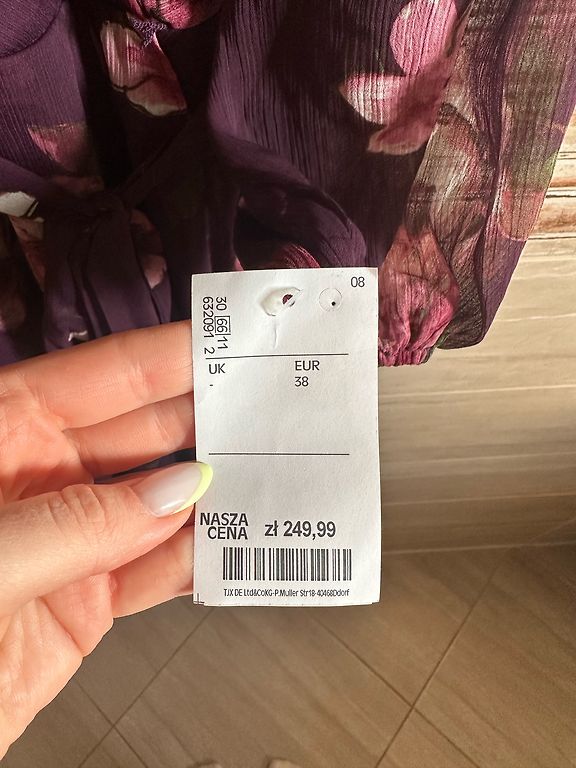 08
30 66 11
632091 2
UK EUR
- 38
NASZA
CENA zł 249,99
TJX DE Ltd&CoKG-P.Muller Str18-40468Ddorf